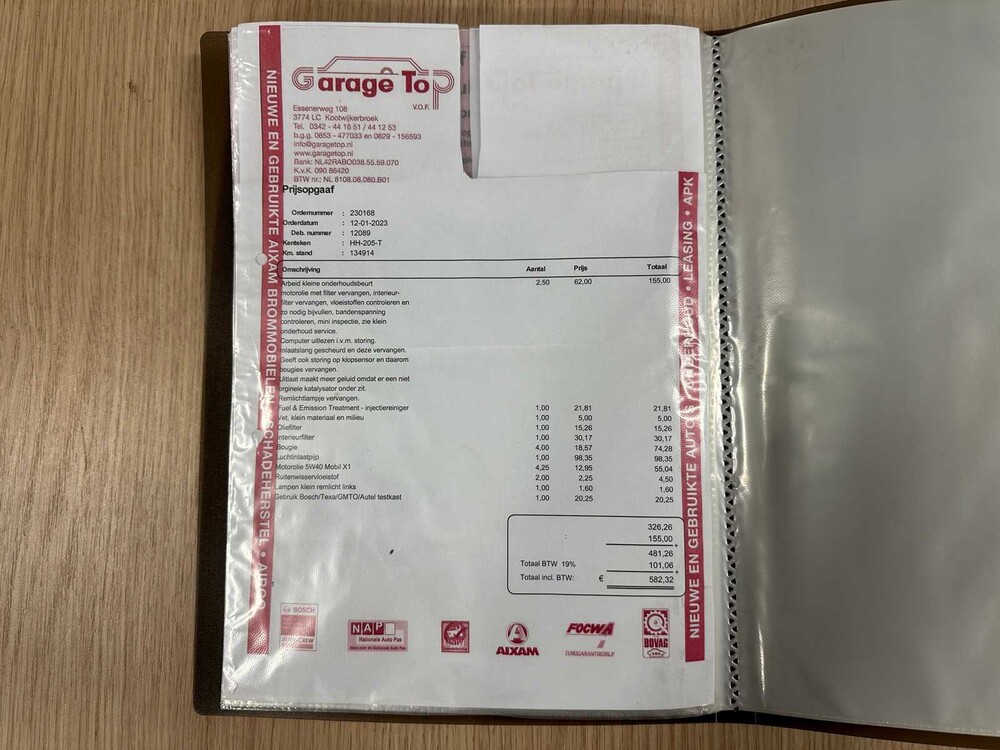 Garage Top
V.O.F.
Essenerweg 108
3774 LC Kootwijkerbroek
Tel. 0342 - 44 16 51 / 44 12 53
b.g.g. 0653 - 477033 en 0629 - 156593
info@garagetop.nl
www.garagetop.nl
Bank: NL42RABO038.55.59.070
K.v.K. 090 88420
BTW nr.: NL 8108.08.080.B01
Prijsopgaaf
Ordernummer : 230168
Orderdatum : 12-01-2023
Deb. nummer : 12089
Kenteken : HH-205-T
Km. stand : 134914
Omschrijving Aantal Prijs Totaal
Arbeid kleine onderhoudsbeurt 2,50 62,00 155,00
motorolie met filter vervangen, interieur-
filter vervangen, vloeistoffen controleren en
zo nodig bijvullen, bandenspanning
controleren, mini inspectie, zie klein
onderhoud service.
Computer uitlezen i.v.m. storing.
Inlaatslang gescheurd en deze vervangen.
Geeft ook storing op klopsensor en daarom
bougies vervangen.
Uitlaat maakt meer geluid omdat er een niet
orginele katalysator onder zit.
Remlichtlampje vervangen.
Fuel & Emission Treatment - injectiereiniger 1,00 21,81 21,81
Vet, klein materiaal en milieu 1,00 5,00 5,00
Oliefilter 1,00 15,26 15,26
Interieurfilter 1,00 30,17 30,17
Bougie 4,00 18,57 74,28
Luchtinlaatpijp 1,00 98,35 98,35
Motorolie 5W40 Mobil X1 4,25 12,95 55,04
Ruitenwisservloeistof 2,00 2,25 4,50
Lampen klein remlicht links 1,00 1,60 1,60
Gebruik Bosch/Texa/GMTO/Autel testkast 1,00 20,25 20,25
326,26
: 155,00
+
481,26
Totaal BTW 19% 101,06
+
Totaal incl. BTW: € 582,32
NIEUWE EN GEBRUIKTE AIXAM BROMMOBIELEN SCHADEHERSTEL • AIRCO
NIEUWE EN GEBRUIKTE AUTO'S • ONDERHOUD • LEASING • APK
BOSCH
NAP
Nationale Auto Pas
AIXAM
FOCWA
EUROGARANTBEDRIJF
BOVAG